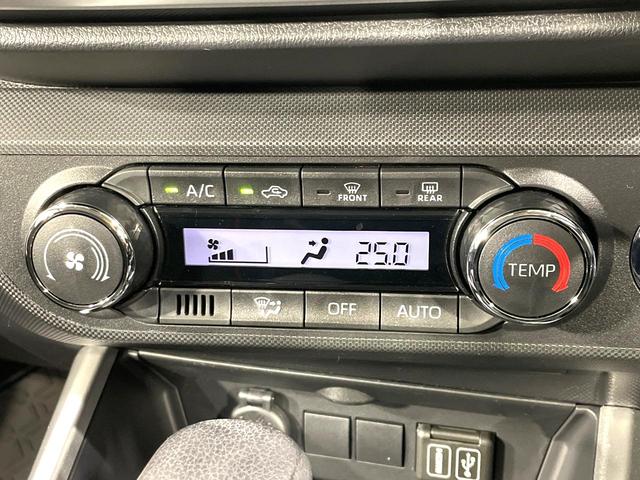 A/C FRONT REAR
25.0
TEMP
OFF AUTO